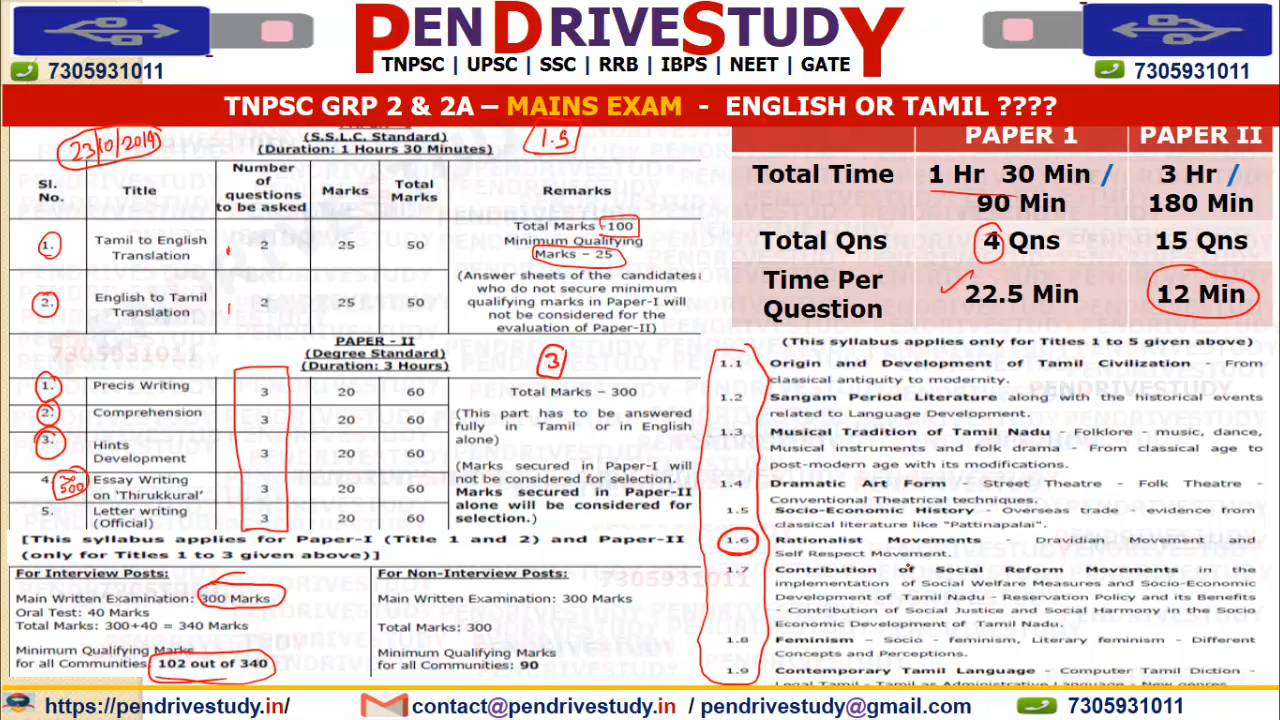 PENDRIVESTUDY
TNPSC | UPSC | SSC | RRB | IBPS | NEET | GATE
7305931011
7305931011
TNPSC GRP 2 & 2A – MAINS EXAM - ENGLISH OR TAMIL ????
23/10/2019
(S.S.L.C. Standard)
(Duration: 1 Hours 30 Minutes)
1.5
Sl. No.
Title
Number of questions to be asked
Total Marks
Remarks
1.
Tamil to English Translation
2
25
50
Total Marks - 100
Minimum Qualifying
Marks – 25
2.
English to Tamil Translation
2
25
50
(Answer sheets of the candidates
who do not secure minimum
qualifying marks in Paper-I will
not be considered for the
evaluation of Paper-II)
PAPER - II
(Degree Standard)
(Duration: 3 Hours)
3
1.
Precis Writing
3
20
60
Total Marks – 300
2.
Comprehension
3
20
60
(This part has to be answered
fully in Tamil or in English
alone)
3.
Hints Development
3
20
60
(Marks secured in Paper-I will
not be considered for selection.
Marks secured in Paper-II
alone will be considered for
selection.)
4.
Essay Writing on 'Thirukkural'
3
20
60
5.
Letter writing (Official)
3
20
60
[This syllabus applies for Paper-I (Title 1 and 2) and Paper-II
(only for Titles 1 to 3 given above)]
For Interview Posts:
Main Written Examination: 300 Marks
Oral Test: 40 Marks
Total Marks: 300+40 = 340 Marks
Minimum Qualifying Marks
for all Communities: 102 out of 340
For Non-Interview Posts:
Main Written Examination: 300 Marks
Total Marks: 300
Minimum Qualifying Marks
for all Communities: 90
PAPER 1
PAPER II
Total Time
1 Hr 30 Min / 90 Min
3 Hr / 180 Min
Total Qns
4 Qns
15 Qns
Time Per Question
22.5 Min
12 Min
(This syllabus applies only for Titles 1 to 5 given above)
1.1 Origin and Development of Tamil Civilization
classical antiquity to modernity.
1.2 Sangam Period Literature along with the historical events
related to Language Development.
1.3 Musical Tradition of Tamil Nadu - Folklore - music, dance,
Musical instruments and folk drama - From classical age to
post-modern age with its modifications.
1.4 Dramatic Art Form - Street Theatre - Folk Theatre -
Conventional Theatrical techniques.
1.5 Socio-Economic History - Overseas trade - evidence from
classical literature like "Pattinapalai".
1.6 Rationalist Movements - Dravidian Movement and
Self Respect Movement.
1.7 Contribution of Social Reform Movements in the
implementation of Social Welfare Measures and Socio-Economic
Development of Tamil Nadu - Reservation Policy and its Benefits
- Contribution of Social Justice and Social Harmony in the Socio
Economic Development of Tamil Nadu.
1.8 Feminism – Socio - feminism, Literary feminism - Different
Concepts and Perceptions.
1.9 Contemporary Tamil Language - Computer Tamil Diction -
Legal Tamil - Tamil as Administrative Language - New genres
https://pendrivestudy.in/
contact@pendrivestudy.in / pendrivestudy@gmail.com
7305931011